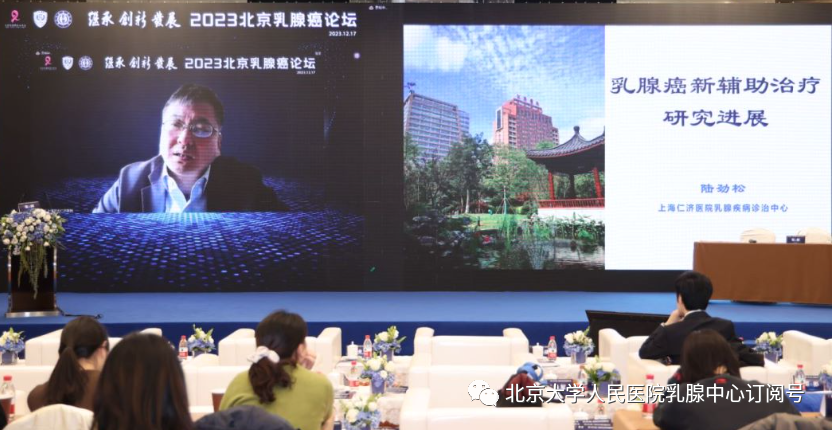 继承 创新 发展 2023北京乳腺癌论坛
2023.12.17
继承 创新 发展 2023北京乳腺癌论坛
乳腺癌新辅助治疗
研究进展
陆劲松
上海仁济医院乳腺疾病诊治中心
北京大学人民医院乳腺中心订阅号